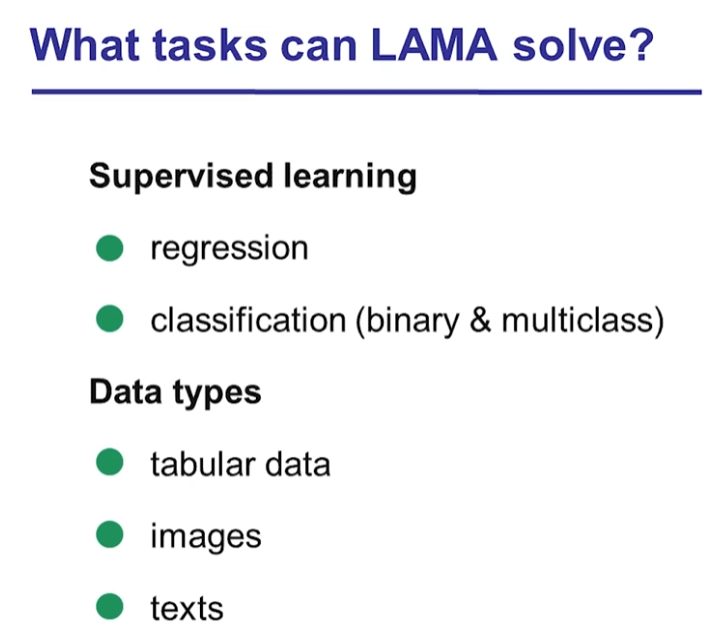 What tasks can LAMA solve?
Supervised learning
regression
classification (binary & multiclass)
Data types
tabular data
images
texts